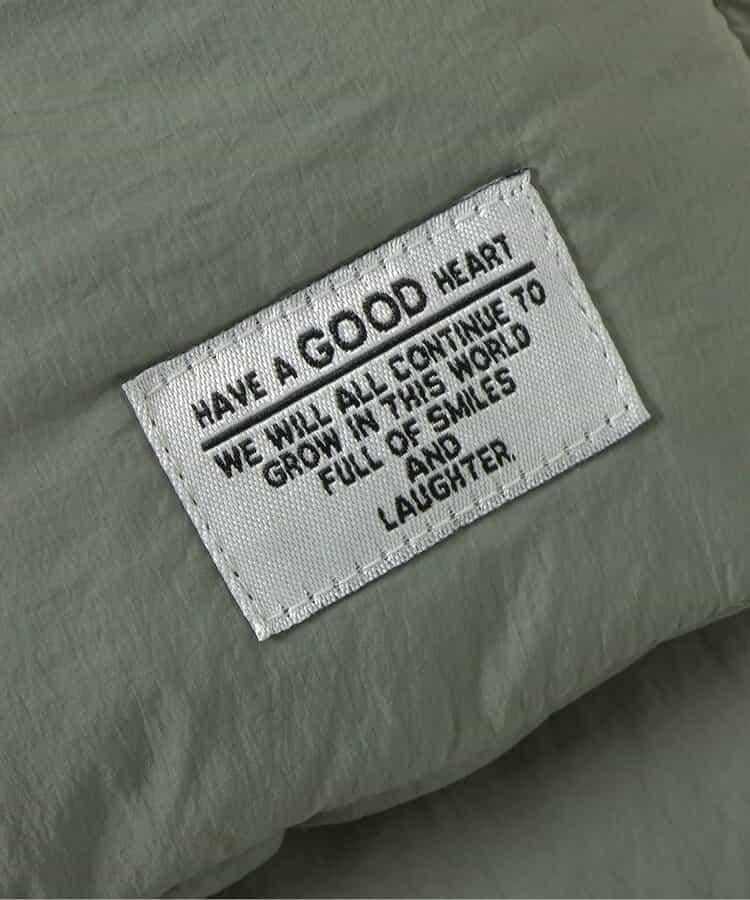 HAVE A GOOD HEART
WE WILL ALL CONTINUE TO
GROW IN THIS WORLD
FULL OF SMILES
AND
LAUGHTER.